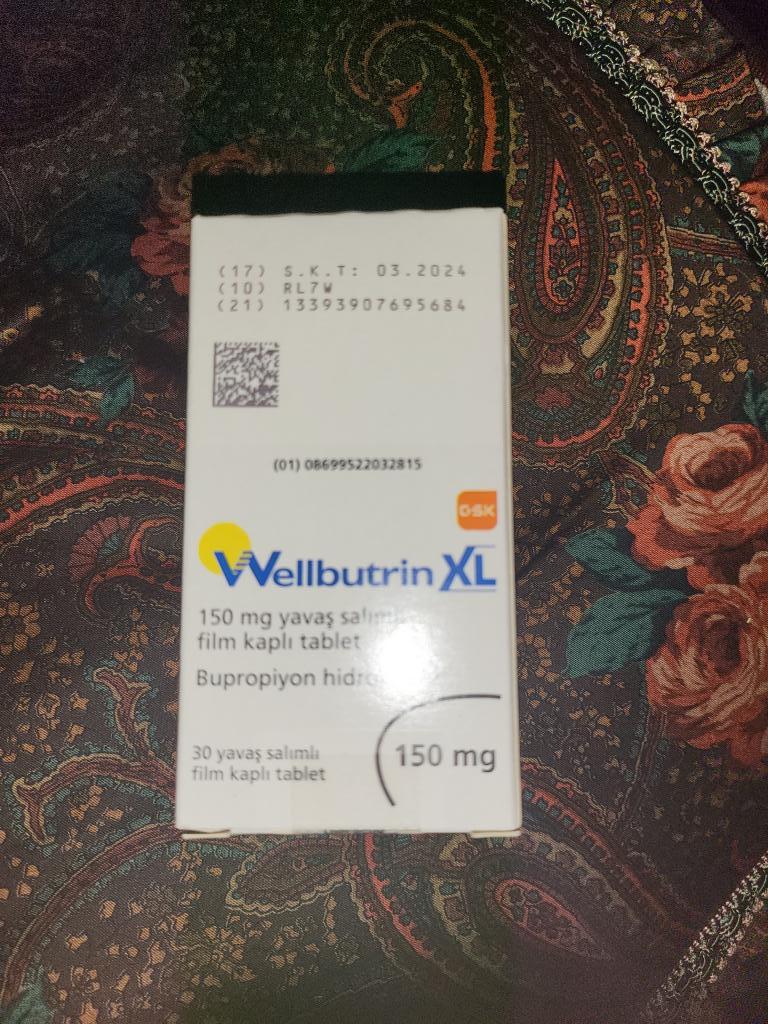 (17) S.K.T: 03.2024
(10) RL7W
(21) 13393907695684
(01) 08699522032815
GSK
Wellbutrin XL
150 mg yavaş
film kaplı tablet
Bupropiyon
30 yavaş salımlı
film kaplı tablet
150 mg